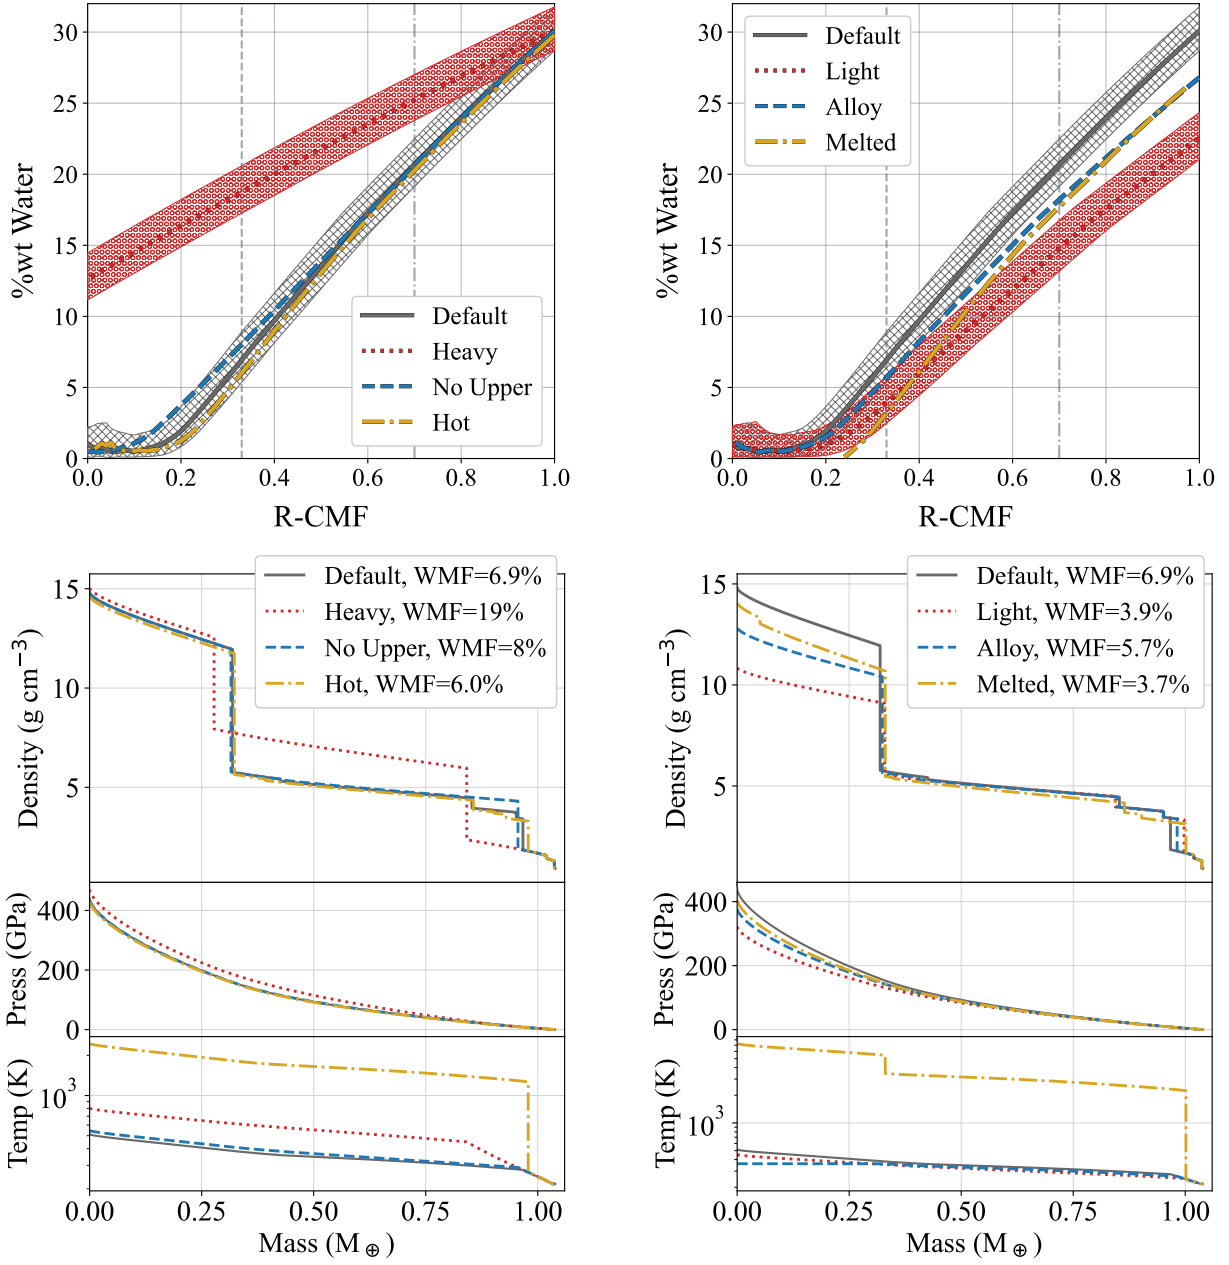 30
25
20
15
10
5
0
%wt Water
0.0 0.2 0.4 0.6 0.8 1.0
R-CMF
Default
Heavy
No Upper
Hot
30
25
20
15
10
5
0
%wt Water
0.0 0.2 0.4 0.6 0.8 1.0
R-CMF
Default
Light
Alloy
Melted
15
10
5
Density (g cm⁻³)
Default, WMF=6.9%
Heavy, WMF=19%
No Upper, WMF=8%
Hot, WMF=6.0%
400
200
0
Press (GPa)
10³
Temp (K)
0.00 0.25 0.50 0.75 1.00
Mass (M⊕)
15
10
5
Density (g cm⁻³)
Default, WMF=6.9%
Light, WMF=3.9%
Alloy, WMF=5.7%
Melted, WMF=3.7%
400
200
0
Press (GPa)
10³
Temp (K)
0.00 0.25 0.50 0.75 1.00
Mass (M⊕)